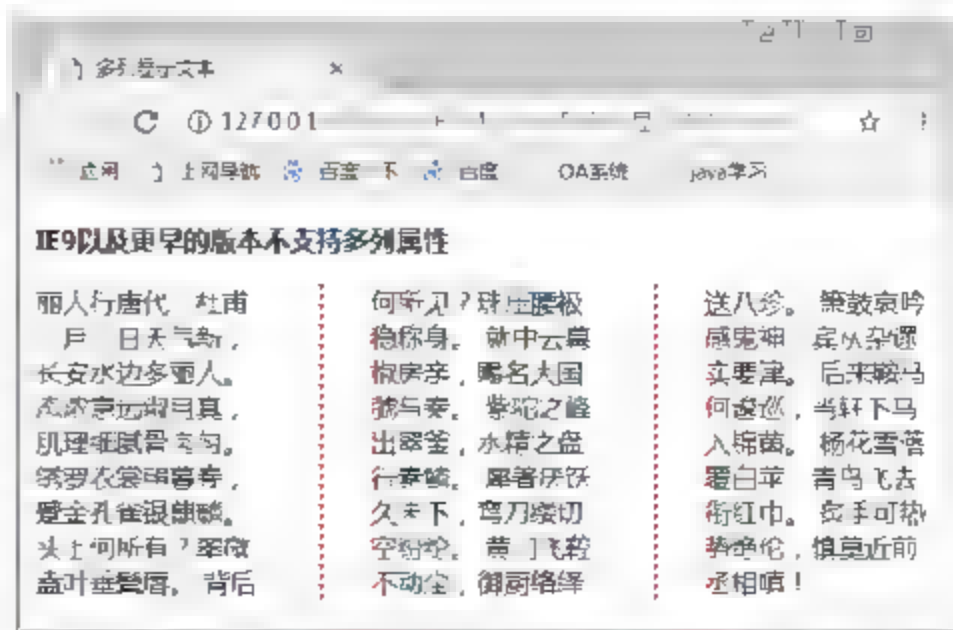 多列显示文本
127001
应用 上网导航 百度一下 百度 OA系统 java学习
IE9以及更早的版本不支持多列属性
丽人行唐代 杜甫
月 日天气新,
长安水边多丽人。
态浓意远淑且真,
肌理细腻骨肉匀。
绣罗衣裳照暮春,
蹙金孔雀银麒麟。
头上何所有?翠微
盍叶垂鬓唇。背后
何所见?珠压腰极
稳称身。就中云幕
椒房亲,赐名大国
虢与秦。紫驼之峰
出翠釜,水精之盘
行素鳞。犀箸厌饫
久未下,鸾刀缕切
空纷纶。黄门飞鞚
不动尘,御厨络绎
送八珍。箫鼓哀吟
感鬼神 宾从杂遝
实要津。后来鞍马
何逡巡,当轩下马
入锦茵。杨花雪落
覆白苹 青鸟飞去
衔红巾。炙手可热
势绝伦,慎莫近前
丞相嗔!